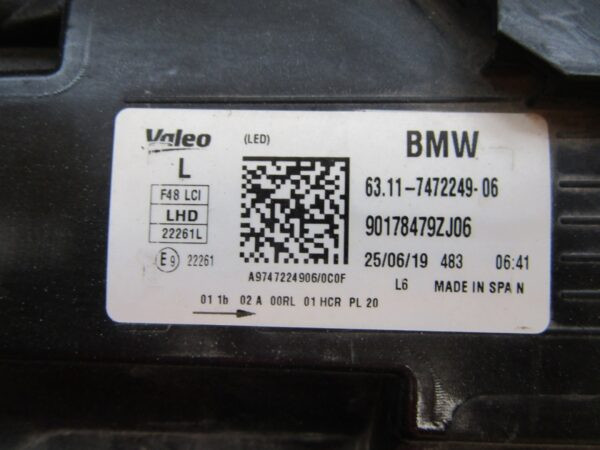 Valeo (LED) BMW
L
F48 LCI
LHD
22261L
E9 22261
63.11-7472249-06
90178479ZJ06
25/06/19 483 06:41
L6 MADE IN SPA N
A9747224906/0C0F
01 1b 02 A 00RL 01 HCR PL 20